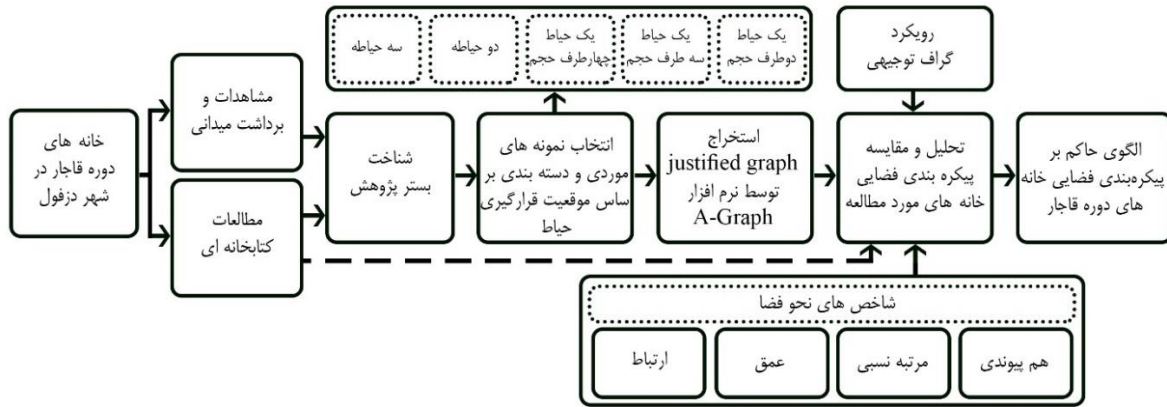 خانه های
دوره قاجار در
شهر دزفول
مشاهدات و
برداشت میدانی
مطالعات
کتابخانه ای
شناخت
بستر پژوهش
سه حیاطه
دو حیاطه
یک حیاط
چهارطرف حجم
یک حیاط
سه طرف حجم
یک حیاط
دوطرف حجم
انتخاب نمونه های
موردی و دسته بندی بر
ساس موقعیت قرارگیری
حیاط
استخراج
justified graph
توسط نرم افزار
A-Graph
رویکرد
گراف توجیهی
تحلیل و مقایسه
پیکره بندی فضایی
خانه های مورد مطالعه
الگوی حاکم بر
پیکره‌بندی فضایی خانه
های دوره قاجار
شاخص های نحو فضا
ارتباط
عمق
مرتبه نسبی
هم پیوندی